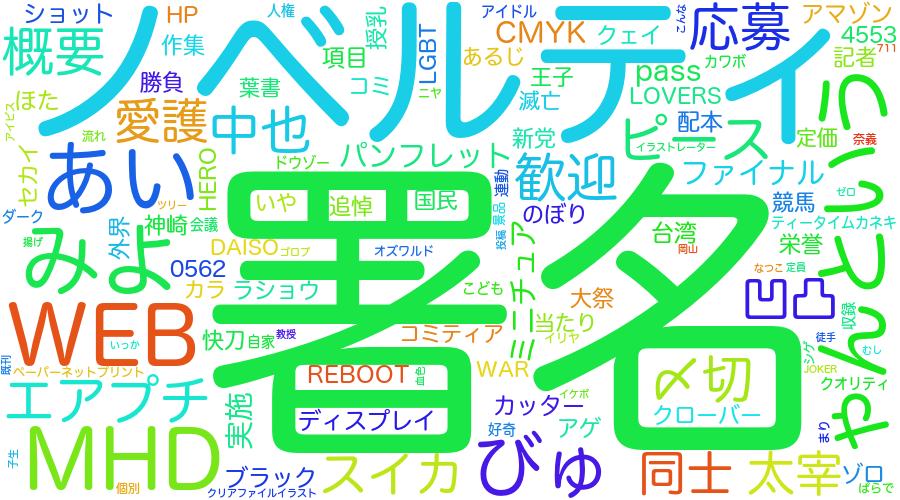 ショット
HP
人権
アイドル
こんな
応募
アマゾン
ノベルティ
概要
作集
授乳
LGBT
CMYK
クェイ
4553
記者
711
勝負
項目
あるじ
王子
pass
カワボ
葉書
コミ
ニヤ
滅亡
LOVERS
ほた
アイビス
愛護
中也
新党
ピース
配本
定価
奈義
流れ
イラストレーター
セカイ
あい
HERO
ドウゾー
パンフレット
歓迎
ファイナル
ゼロ
ツリー
連動
競馬
ダーク
神崎
会議
いや
追悼
国民
景品
のぼり
ティータイムカネキ
外界
揚げ
みよ
DAISO
ゴロプ
オズワルド
投稿
台湾
岡山
栄誉
0562
なつこ
定員
カラ
ラショウ
署名
こども
ミニチュア
大祭
凹凸
収録
WEB
快刀
自家
教授
コミティア
当たり
イリヤ
徒手
いっか
既刊
ペーパーネットプリント
REBOOT
血色
WAR
〆切
シゲ
むし
JOKER
エアプチ
イケボ
クオリティ
実施
ディスプレイ
カッター
クローバー
MHD
好奇
アゲ
まり
子生
ブラック
スイカ
びゅ
同士
太宰
ゾロ
個別
クリアファイルイラスト
ぱらで